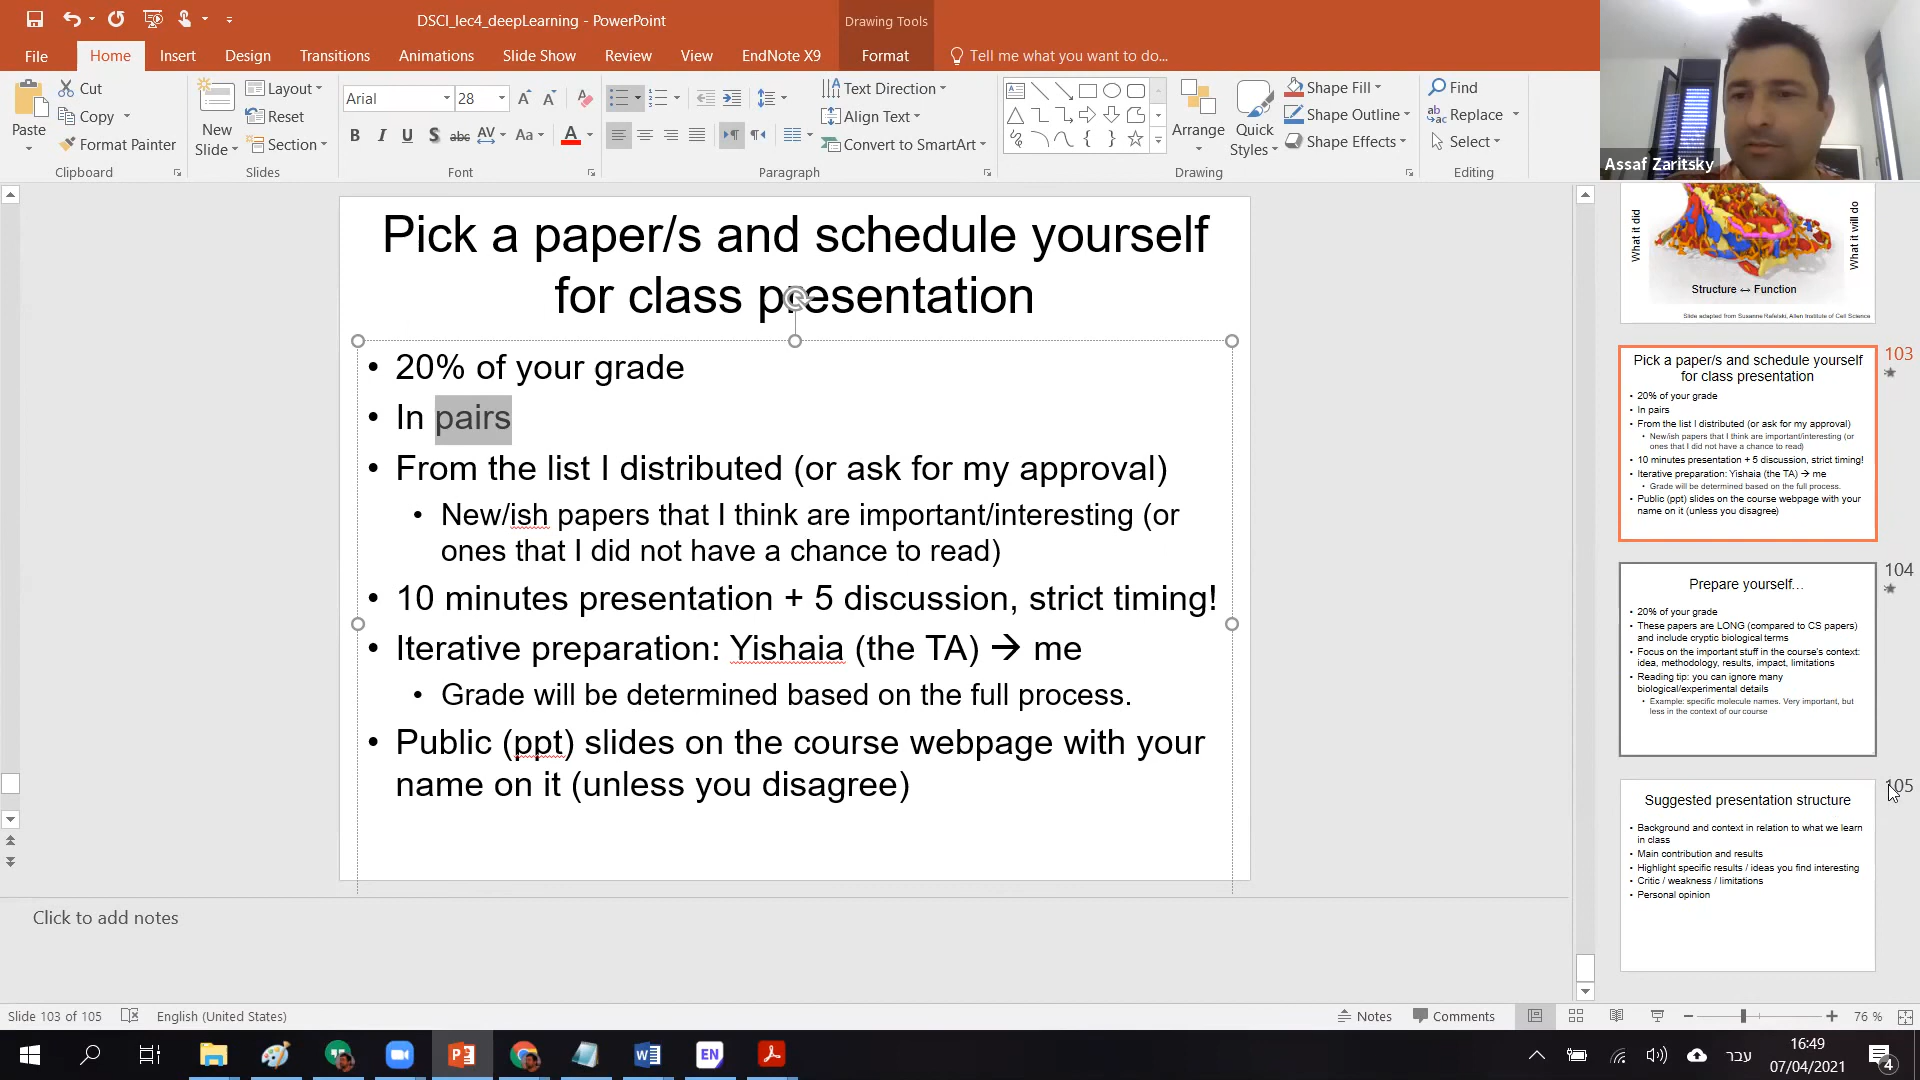 DSCI_lec4_deepLearning - PowerPoint
Drawing Tools
File
Home
Insert
Design
Transitions
Animations
Slide Show
Review
View
EndNote X9
Format
Tell me what you want to do...
Paste
Cut
Copy
Format Painter
Clipboard
New
Slide
Layout
Reset
Section
Slides
Arial
28
B I U S abc AV Aa A
Font
Text Direction
Align Text
Convert to SmartArt
Paragraph
Arrange
Quick
Styles
Shape Fill
Shape Outline
Shape Effects
Drawing
Find
Replace
Select
Editing
Assaf Zaritsky
Pick a paper/s and schedule yourself
for class presentation
• 20% of your grade
• In pairs
• From the list I distributed (or ask for my approval)
• New/ish papers that I think are important/interesting (or
ones that I did not have a chance to read)
• 10 minutes presentation + 5 discussion, strict timing!
• Iterative preparation: Yishaia (the TA) → me
• Grade will be determined based on the full process.
• Public (ppt) slides on the course webpage with your
name on it (unless you disagree)
What it did
What it will do
Structure ↔ Function
Slide adapted from Susanne Rafelski, Allen Institute of Cell Science
103
Pick a paper/s and schedule yourself
for class presentation
• 20% of your grade
• In pairs
• From the list I distributed (or ask for my approval)
• New/ish papers that I think are important/interesting (or
ones that I did not have a chance to read)
• 10 minutes presentation + 5 discussion, strict timing!
• Iterative preparation: Yishaia (the TA) → me
• Grade will be determined based on the full process.
• Public (ppt) slides on the course webpage with your
name on it (unless you disagree)
104
Prepare yourself...
• 20% of your grade
• These papers are LONG (compared to CS papers)
and include cryptic biological terms
• Focus on the important stuff in the course's context:
idea, methodology, results, impact, limitations
• Reading tip: you can ignore many
biological/experimental details
• Example: specific molecule names. Very important, but
less in the context of our course
105
Suggested presentation structure
• Background and context in relation to what we learn
in class
• Main contribution and results
• Highlight specific results / ideas you find interesting
• Critic / weakness / limitations
• Personal opinion
Click to add notes
Slide 103 of 105
English (United States)
Notes
Comments
76 %
EN
עבר
16:49
07/04/2021
4